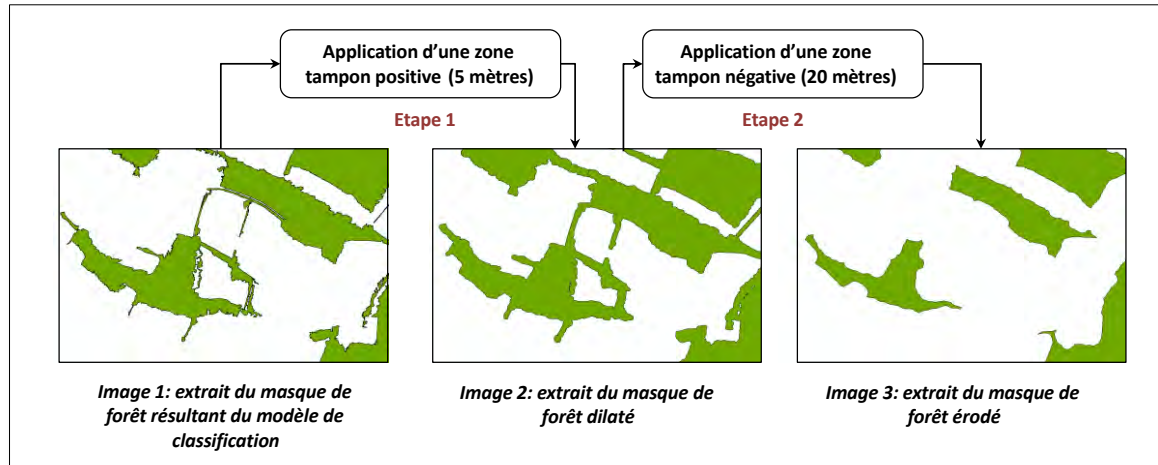 Application d’une zone
tampon positive (5 mètres)
Application d’une zone
tampon négative (20 mètres)
Etape 1
Etape 2
Image 1: extrait du masque de
forêt résultant du modèle de
classification
Image 2: extrait du masque de
forêt dilaté
Image 3: extrait du masque de
forêt érodé